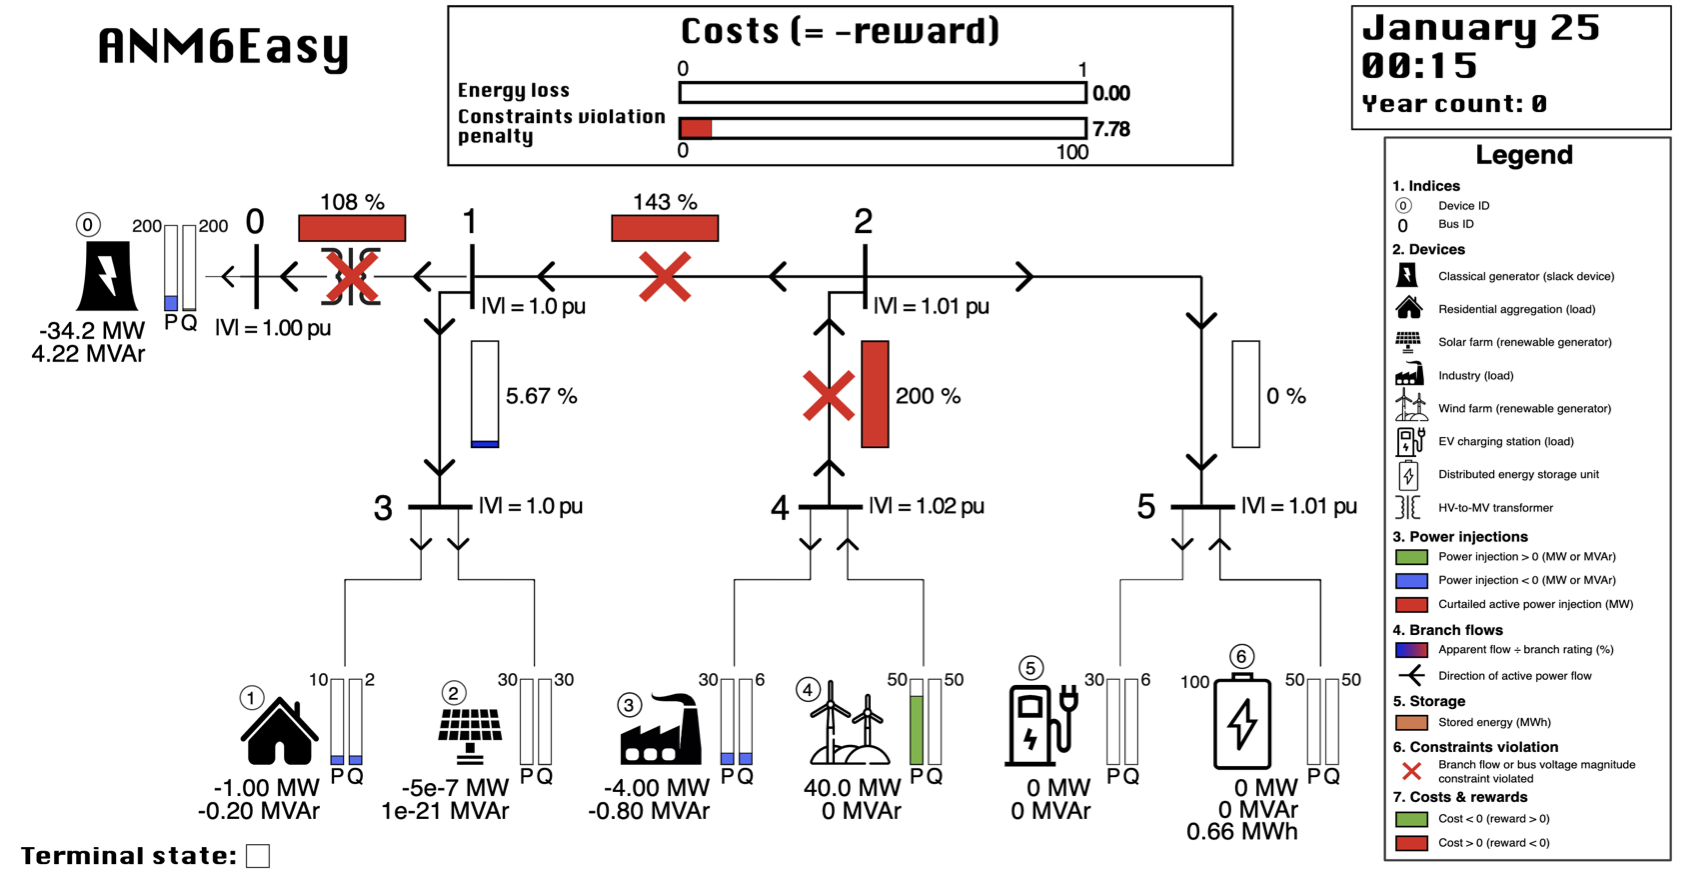 ANM6Easy
Costs (= -reward)
0 1
Energy loss 0.00
Constraints violation
penalty 7.78
0 100
January 25
00:15
Year count: 0
108 %
143 %
0 200 200 0 1 2
|V| = 1.00 pu
|V| = 1.0 pu
|V| = 1.01 pu
P Q
-34.2 MW
4.22 MVAr
5.67 %
200 %
0 %
3 |V| = 1.0 pu
4 |V| = 1.02 pu
5 |V| = 1.01 pu
1 10 2
P Q
-1.00 MW
-0.20 MVAr
2 30 30
P Q
-5e-7 MW
1e-21 MVAr
3 30 6
P Q
-4.00 MW
-0.80 MVAr
4 50 50
P Q
40.0 MW
0 MVAr
5 30 6
P Q
0 MW
0 MVAr
6 100 50 50
P Q
0 MW
0 MVAr
0.66 MWh
Terminal state:
Legend
1. Indices
0 Device ID
0 Bus ID
2. Devices
Classical generator (slack device)
Residential aggregation (load)
Solar farm (renewable generator)
Industry (load)
Wind farm (renewable generator)
EV charging station (load)
Distributed energy storage unit
HV-to-MV transformer
3. Power injections
Power injection > 0 (MW or MVAr)
Power injection < 0 (MW or MVAr)
Curtailed active power injection (MW)
4. Branch flows
Apparent flow ÷ branch rating (%)
Direction of active power flow
5. Storage
Stored energy (MWh)
6. Constraints violation
Branch flow or bus voltage magnitude
constraint violated
7. Costs & rewards
Cost < 0 (reward > 0)
Cost > 0 (reward < 0)